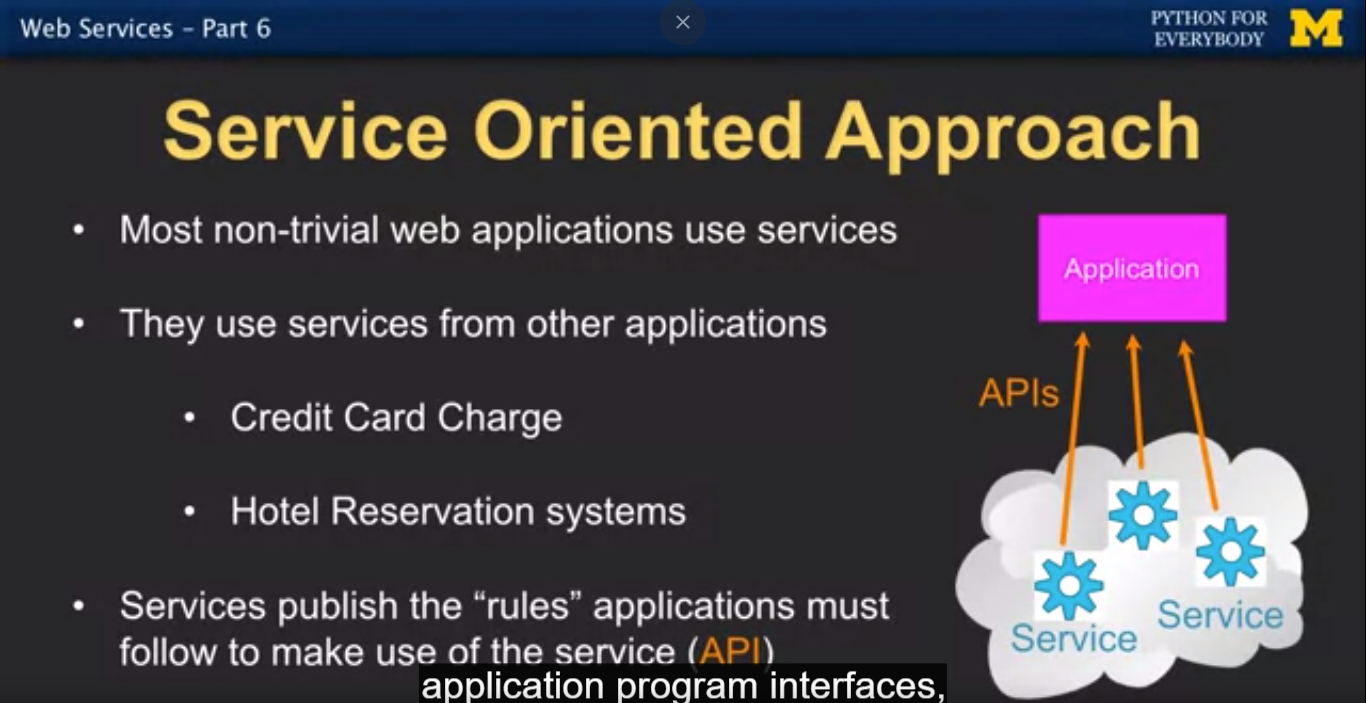 Web Services – Part 6
PYTHON FOR
EVERYBODY
Service Oriented Approach
• Most non-trivial web applications use services
• They use services from other applications
• Credit Card Charge
• Hotel Reservation systems
• Services publish the “rules” applications must
follow to make use of the service (API)
Application
APIs
Service
Service
application program interfaces,